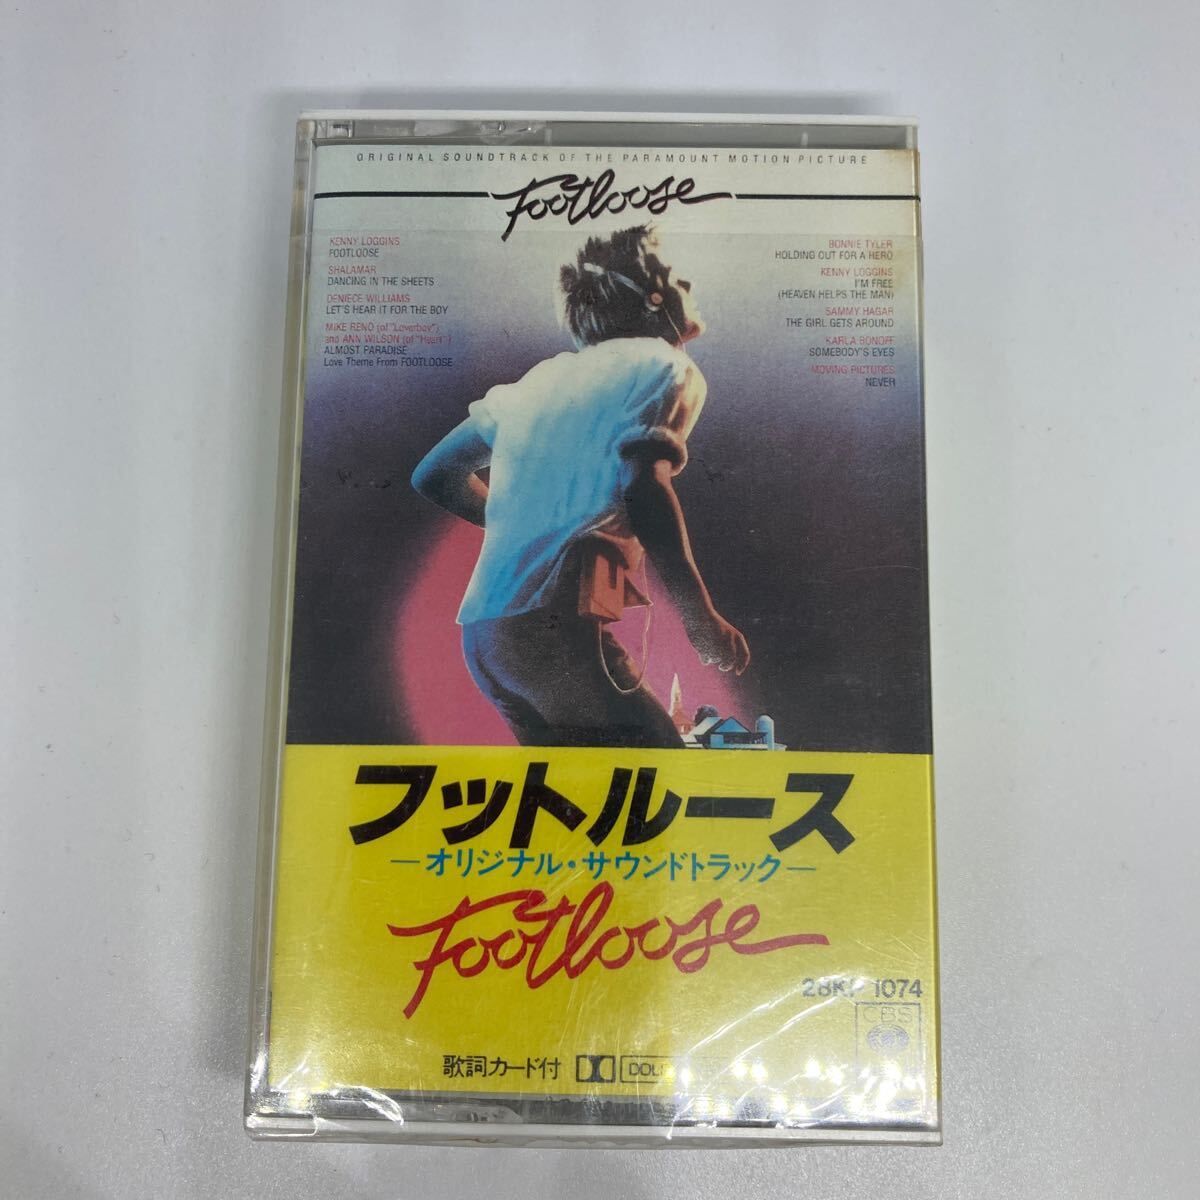 ORIGINAL SOUNDTRACK OF THE PARAMOUNT MOTION PICTURE
Footloose
KENNY LOGGINS
FOOTLOOSE
SHALAMAR
DANCING IN THE SHEETS
DENIECE WILLIAMS
LET'S HEAR IT FOR THE BOY
MIKE RENO (of "Loverboy")
and ANN WILSON (of "Heart")
ALMOST PARADISE
Love Theme From FOOTLOOSE
BONNIE TYLER
HOLDING OUT FOR A HERO
KENNY LOGGINS
I'M FREE
(HEAVEN HELPS THE MAN)
SAMMY HAGAR
THE GIRL GETS AROUND
KARLA BONOFF
SOMEBODY'S EYES
MOVING PICTURES
NEVER
フットルース
—オリジナル・サウンドトラック—
Footloose
28KP 1074
CBS
歌詞カード付